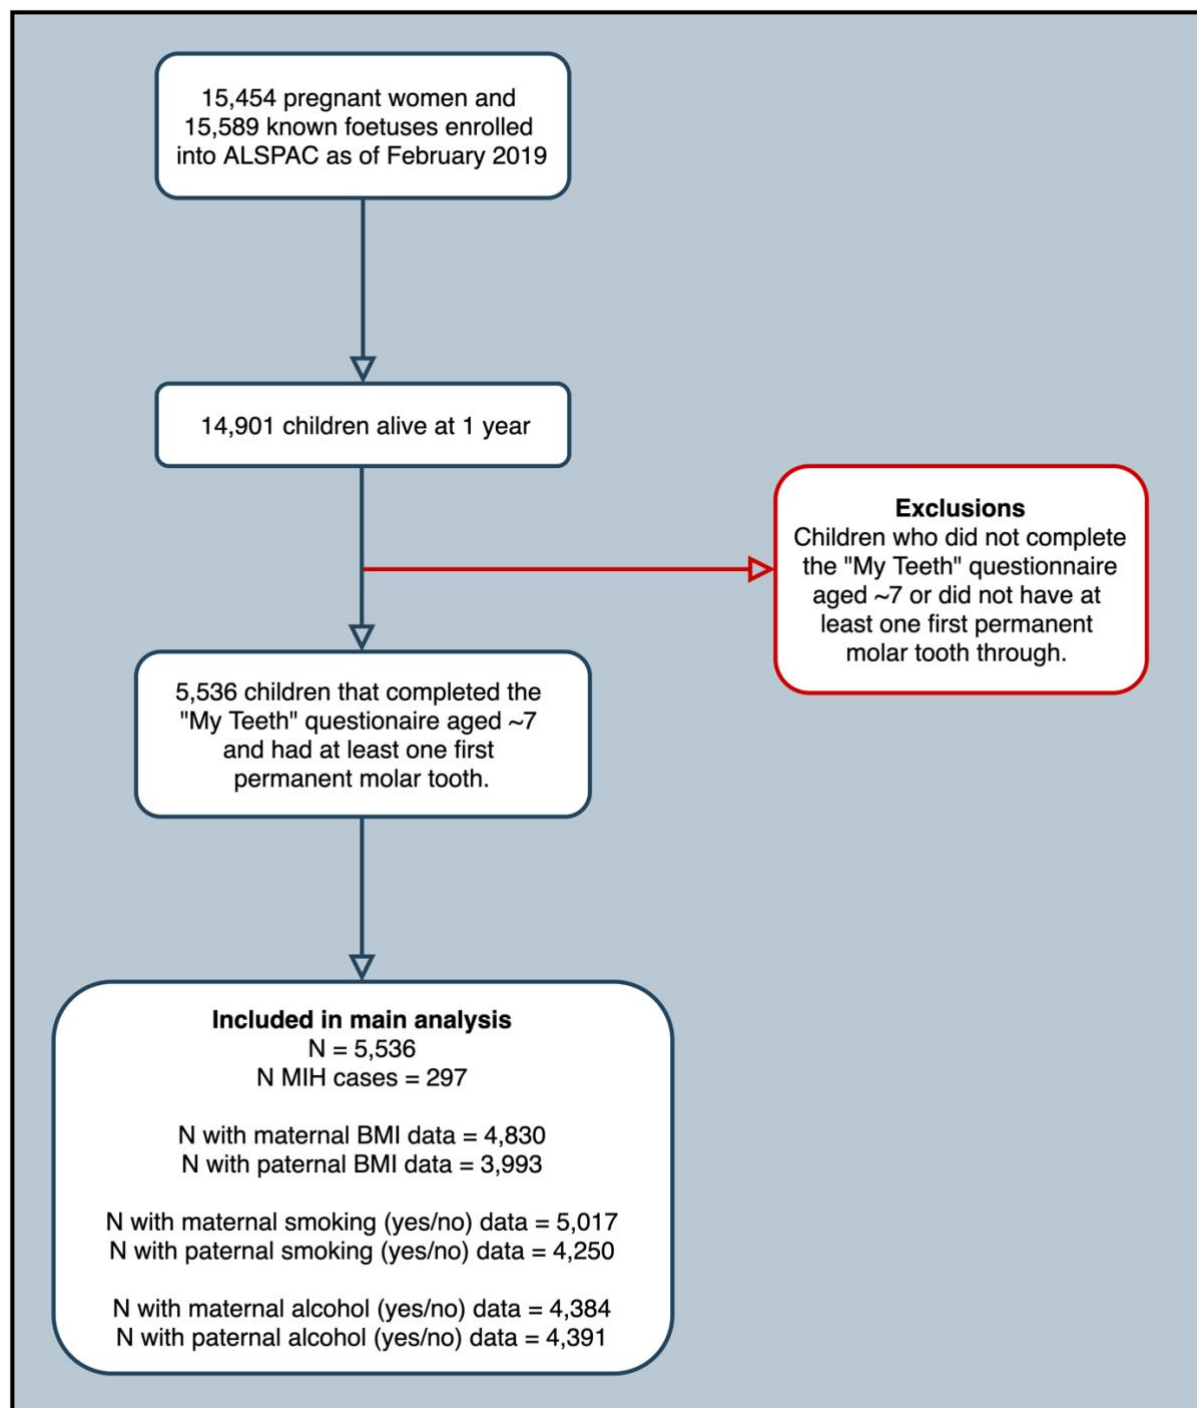 15,454 pregnant women and
15,589 known foetuses enrolled
into ALSPAC as of February 2019
14,901 children alive at 1 year
Exclusions
Children who did not complete
the "My Teeth" questionnaire
aged ~7 or did not have at
least one first permanent
molar tooth through.
5,536 children that completed the
"My Teeth" questionaire aged ~7
and had at least one first
permanent molar tooth.
Included in main analysis
N = 5,536
N MIH cases = 297
N with maternal BMI data = 4,830
N with paternal BMI data = 3,993
N with maternal smoking (yes/no) data = 5,017
N with paternal smoking (yes/no) data = 4,250
N with maternal alcohol (yes/no) data = 4,384
N with paternal alcohol (yes/no) data = 4,391